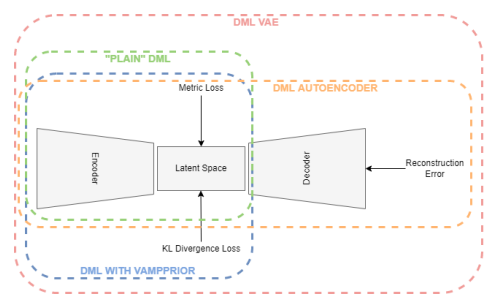 DML VAE
"PLAIN" DML
DML AUTOENCODER
Metric Loss
Encoder
Latent Space
Decoder
Reconstruction
Error
KL Divergence Loss
DML WITH VAMPPRIOR